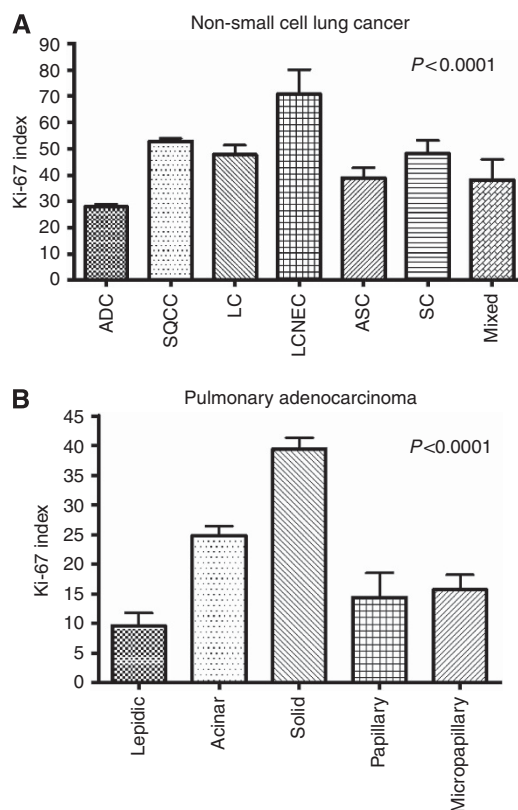 A
Non-small cell lung cancer
P<0.0001
Ki-67 index
90
80
70
60
50
40
30
20
10
0
ADC
SQCC
LC
LCNEC
ASC
SC
Mixed
B
Pulmonary adenocarcinoma
P<0.0001
Ki-67 index
45
40
35
30
25
20
15
10
5
0
Lepidic
Acinar
Solid
Papillary
Micropapillary